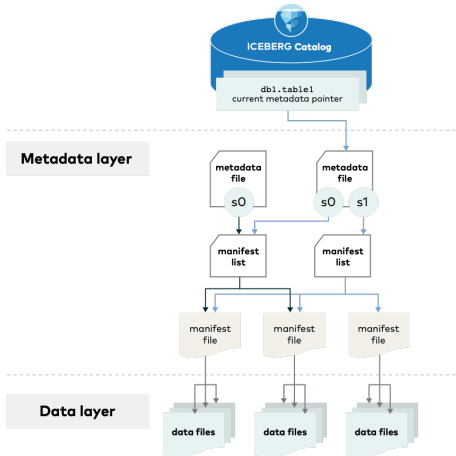 ICEBERG Catalog
db1.table1
current metadata pointer
Metadata layer
metadata
file
s0
metadata
file
s0
s1
manifest
list
manifest
list
manifest
file
manifest
file
manifest
file
Data layer
data files
data files
data files